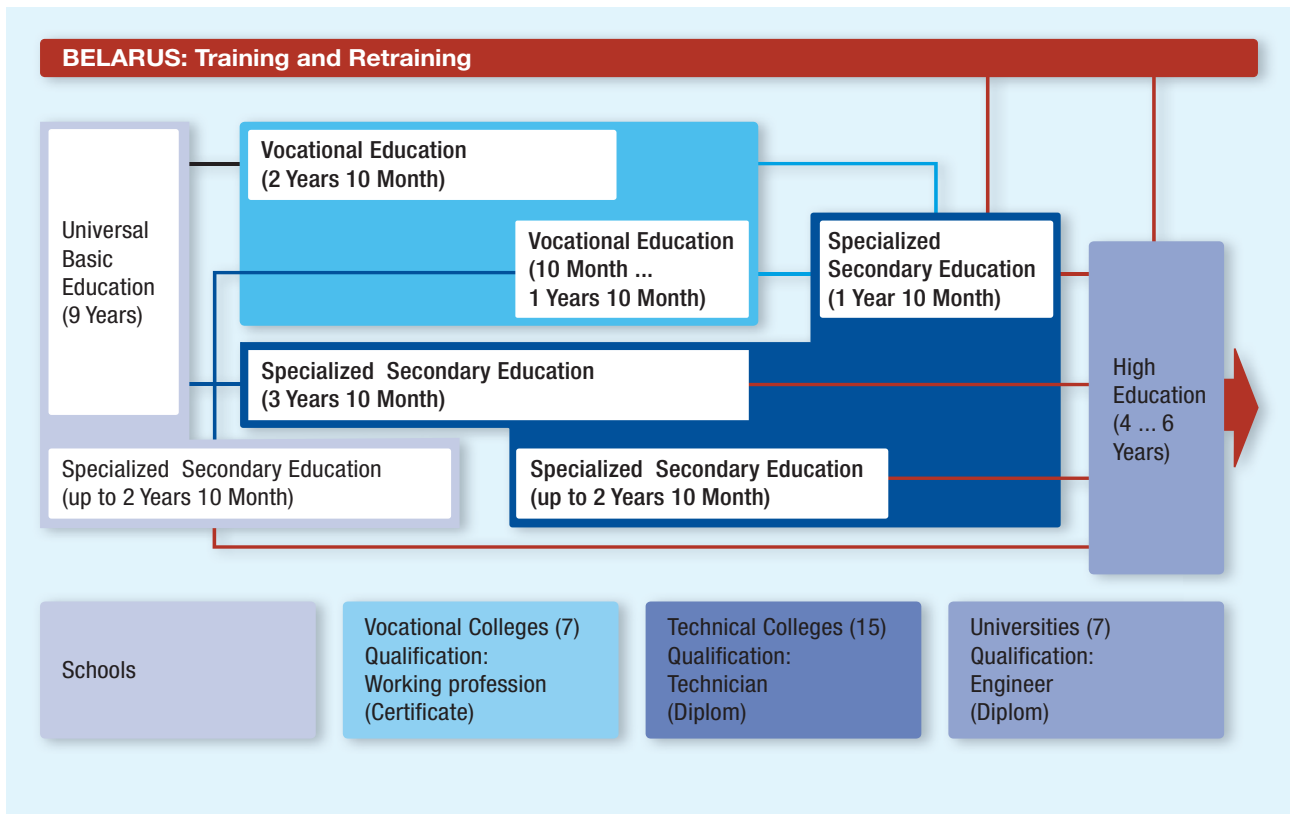 BELARUS: Training and Retraining
Universal
Basic
Education
(9 Years)
Vocational Education
(2 Years 10 Month)
Vocational Education
(10 Month ...
1 Years 10 Month)
Specialized
Secondary Education
(1 Year 10 Month)
Specialized Secondary Education
(3 Years 10 Month)
High
Education
(4 ... 6
Years)
Specialized Secondary Education
(up to 2 Years 10 Month)
Specialized Secondary Education
(up to 2 Years 10 Month)
Schools
Vocational Colleges (7)
Qualification:
Working profession
(Certificate)
Technical Colleges (15)
Qualification:
Technician
(Diplom)
Universities (7)
Qualification:
Engineer
(Diplom)